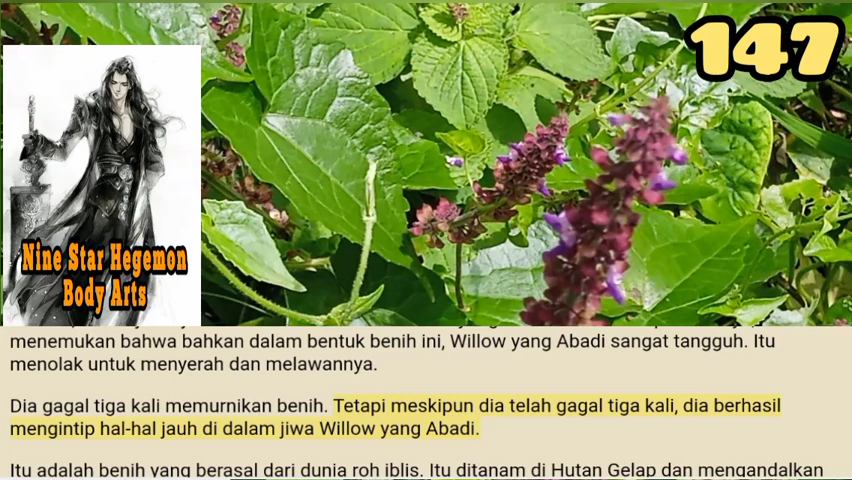 147
Nine Star Hegemon
Body Arts
menemukan bahwa bahkan dalam bentuk benih ini, Willow yang Abadi sangat tangguh. Itu
menolak untuk menyerah dan melawannya.
Dia gagal tiga kali memurnikan benih. Tetapi meskipun dia telah gagal tiga kali, dia berhasil
mengintip hal-hal jauh di dalam jiwa Willow yang Abadi.
Itu adalah benih yang berasal dari dunia roh iblis. Itu ditanam di Hutan Gelap dan mengandalkan